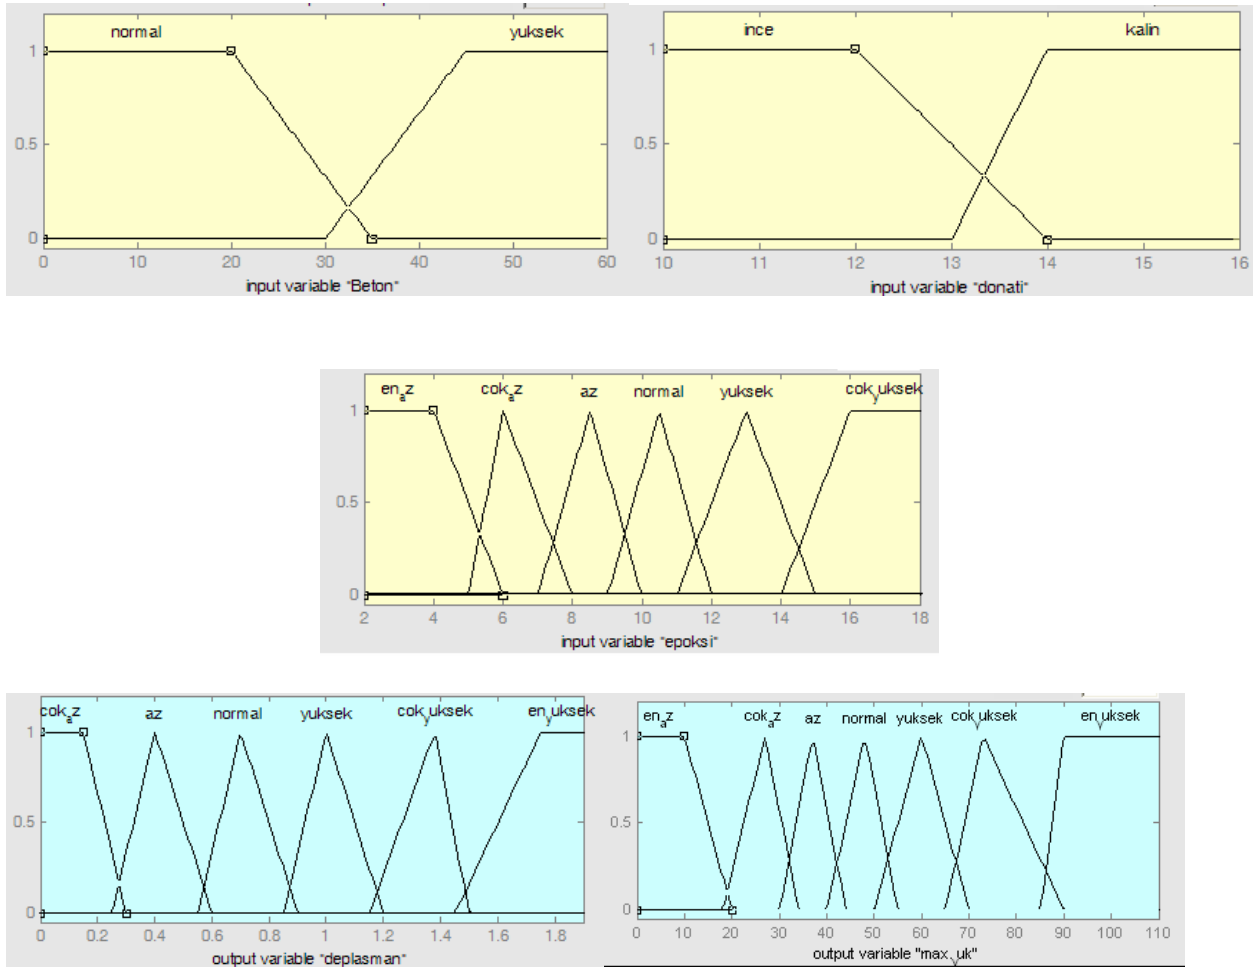 normal yuksek
1
0.5
0
0 10 20 30 40 50 60
input variable "Beton"
ince kalin
1
0.5
0
10 11 12 13 14 15 16
input variable "donati"
en_az cok_az az normal yuksek cok_yuksek
1
0.5
0
2 4 6 8 10 12 14 16 18
input variable "epoksi"
cok_az az normal yuksek cok_yuksek en_yuksek
1
0.5
0
0 0.2 0.4 0.6 0.8 1 1.2 1.4 1.6 1.8
output variable "deplasman"
en_az cok_az az normal yuksek cok_yuksek en_yuksek
1
0.5
0
0 10 20 30 40 50 60 70 80 90 100 110
output variable "max_yuk"